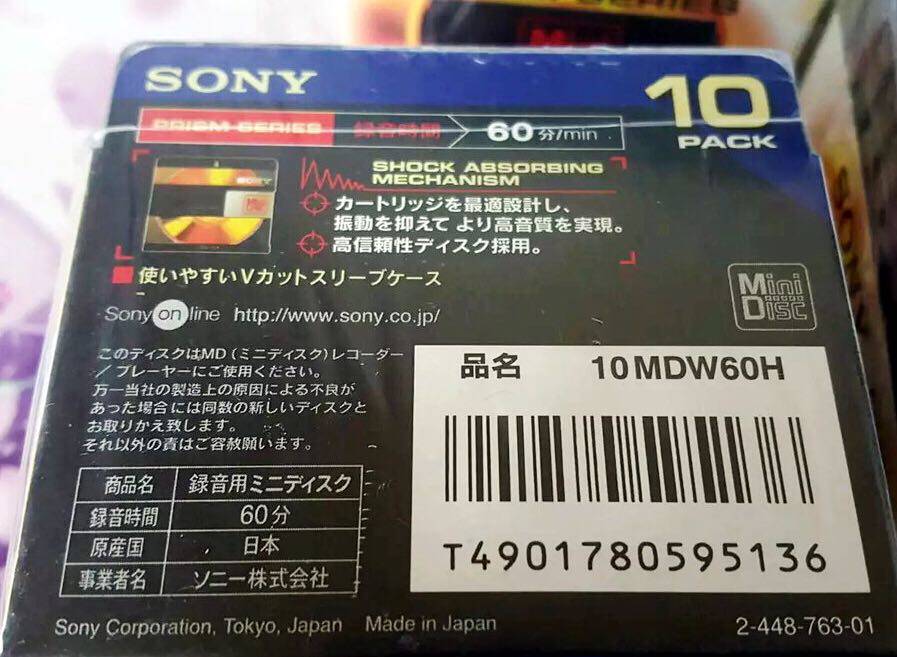 SONY
10
PACK
PRISM SERIES 録音時間 60分/min
SHOCK ABSORBING
MECHANISM
カートリッジを最適設計し、
振動を抑えて より高音質を実現。
高信頼性ディスク採用。
SONY
使いやすいVカットスリーブケース
Sony on line http://www.sony.co.jp/
Mini
Disc
このディスクはMD（ミニディスク）レコーダー
／プレーヤーにご使用ください。
万一当社の製造上の原因による不良が
あった場合には同数の新しいディスクと
お取りかえ致します。
それ以外の責はご容赦願います。
品名 10MDW60H
T4901780595136
商品名 録音用ミニディスク
録音時間 60分
原産国 日本
事業者名 ソニー株式会社
Sony Corporation, Tokyo, Japan Made in Japan
2-448-763-01